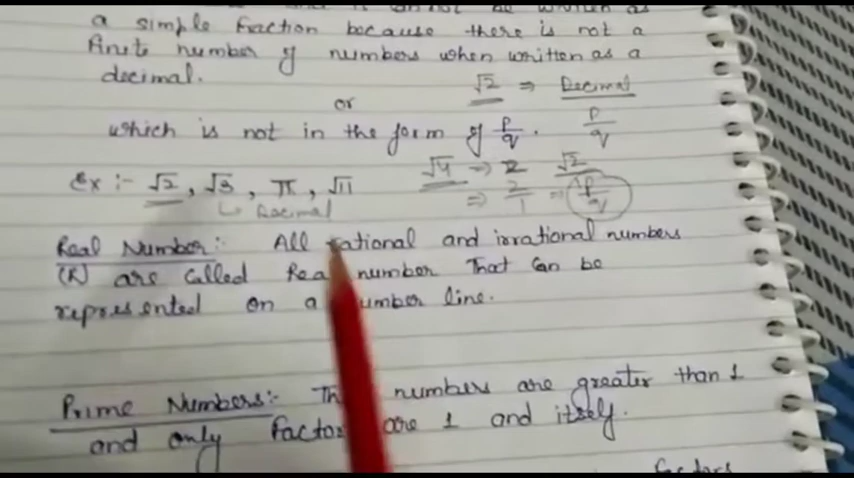 a simple fraction because there is not a
finite number of numbers when written as a
decimal.
√2 ⇒ Decimal
or
which is not in the form of p/q.
p/q
Ex :- √2, √3, π, √11
Decimal
√4 ⇒ 2
√2
⇒ 2/1 ⇒ p/q
Real Number:- All rational and irrational numbers
(R) are called Real number That can be
represented on a number line.
Prime Numbers:- numbers are greater than 1
and only factor are 1 and itself.
factors